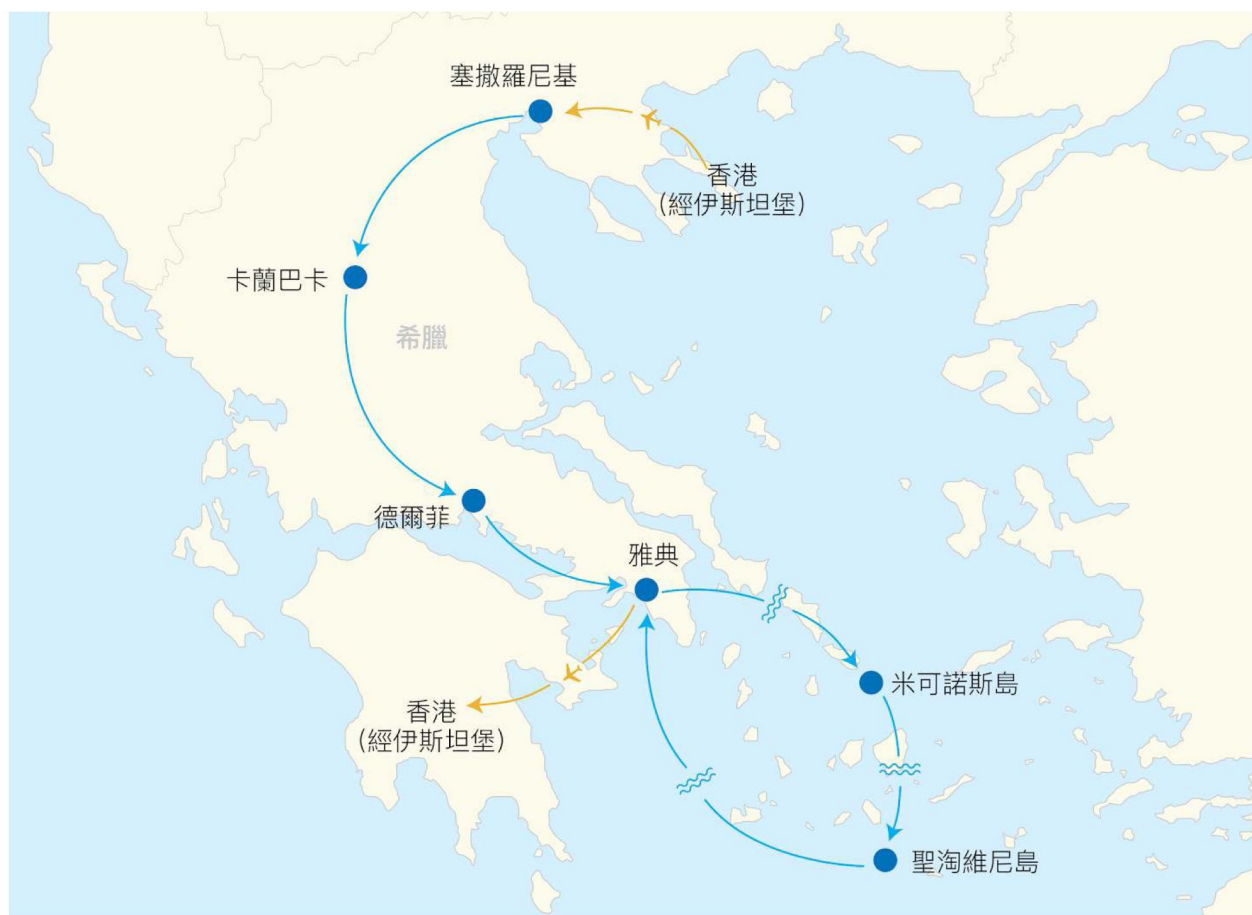 塞撒羅尼基
香港
(經伊斯坦堡)
卡蘭巴卡
希臘
德爾菲
雅典
米可諾斯島
香港
(經伊斯坦堡)
聖淘維尼島